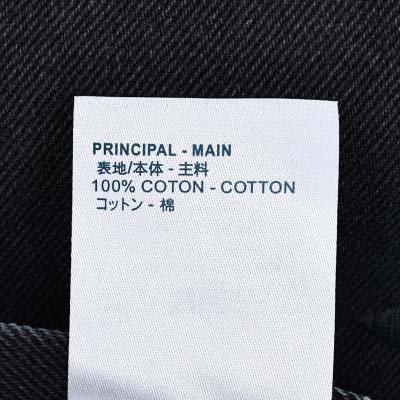 PRINCIPAL - MAIN
表地/本体 - 主料
100% COTON - COTTON
コットン - 棉